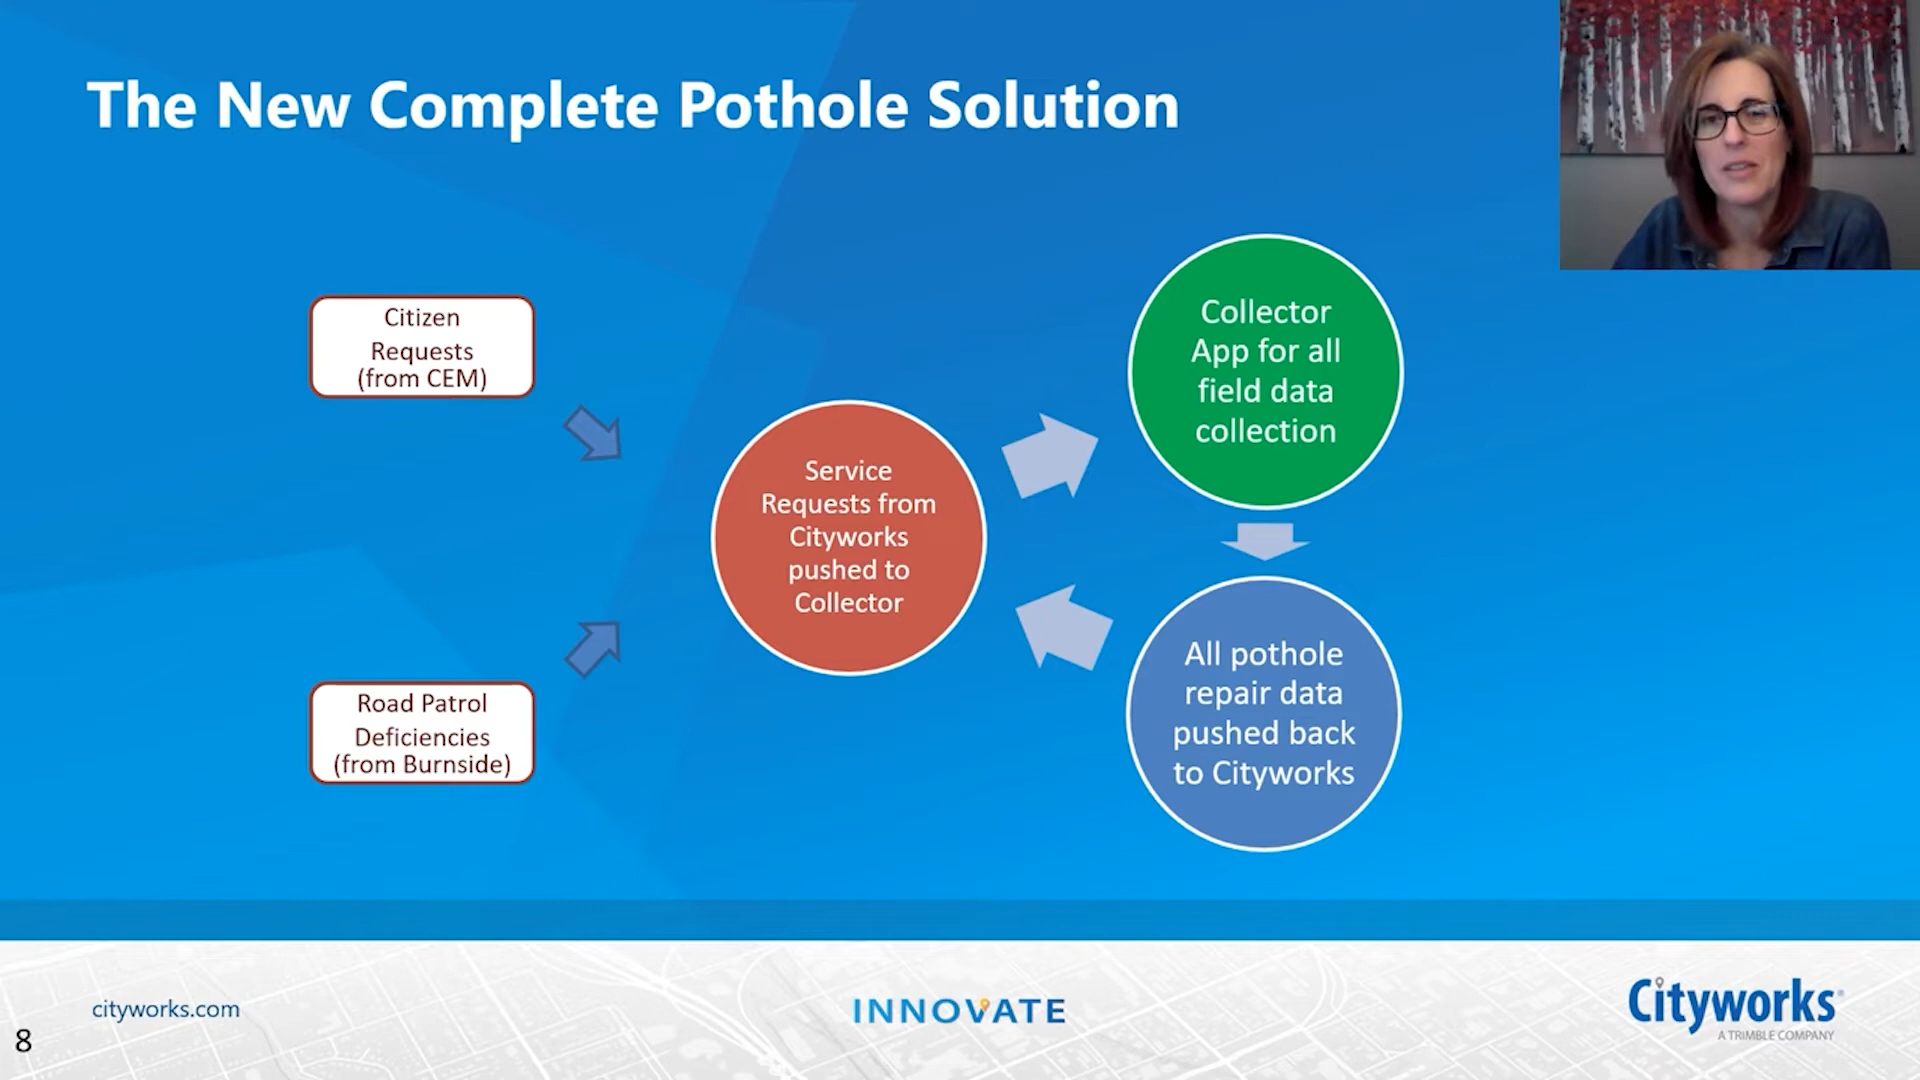 The New Complete Pothole Solution
Citizen
Requests
(from CEM)
Road Patrol
Deficiencies
(from Burnside)
Service
Requests from
Cityworks
pushed to
Collector
Collector
App for all
field data
collection
All pothole
repair data
pushed back
to Cityworks
cityworks.com
INNOVATE
Cityworks®
A TRIMBLE COMPANY
8